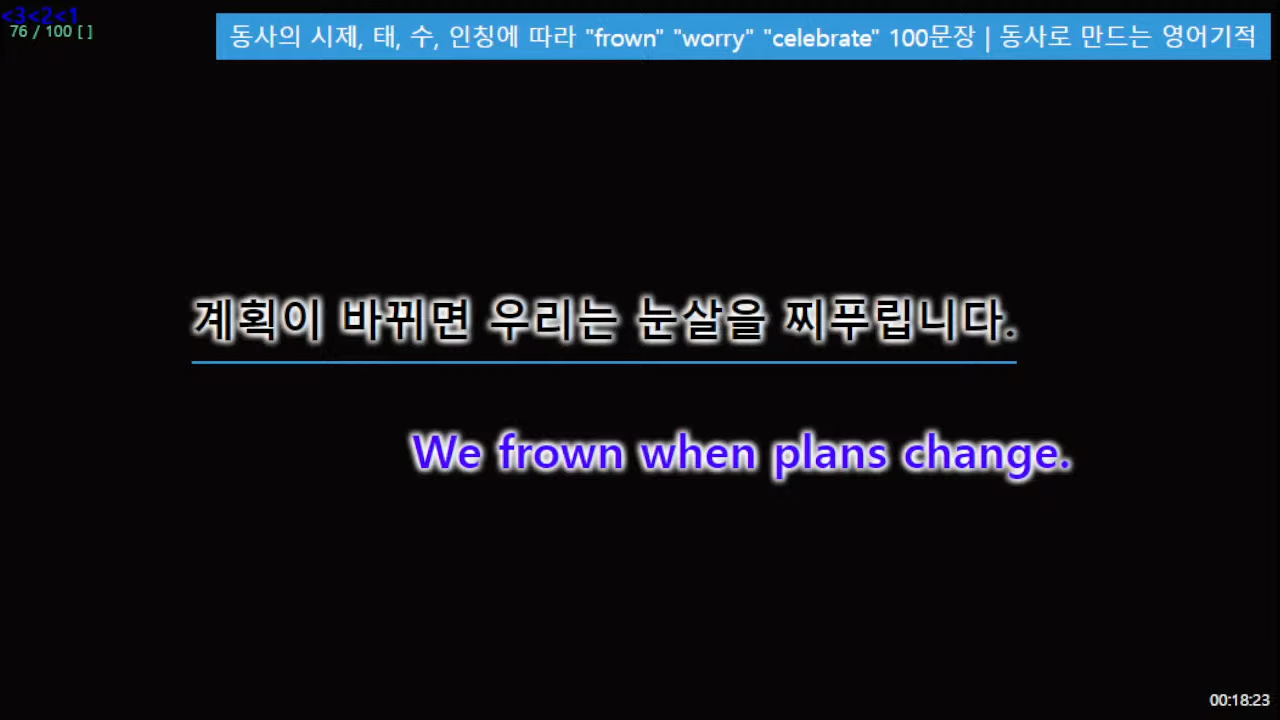 <3<2<1
76 / 100 [ ]
동사의 시제, 태, 수, 인칭에 따라 "frown" "worry" "celebrate" 100문장 | 동사로 만드는 영어기적
계획이 바뀌면 우리는 눈살을 찌푸립니다.
We frown when plans change.
00:18:23